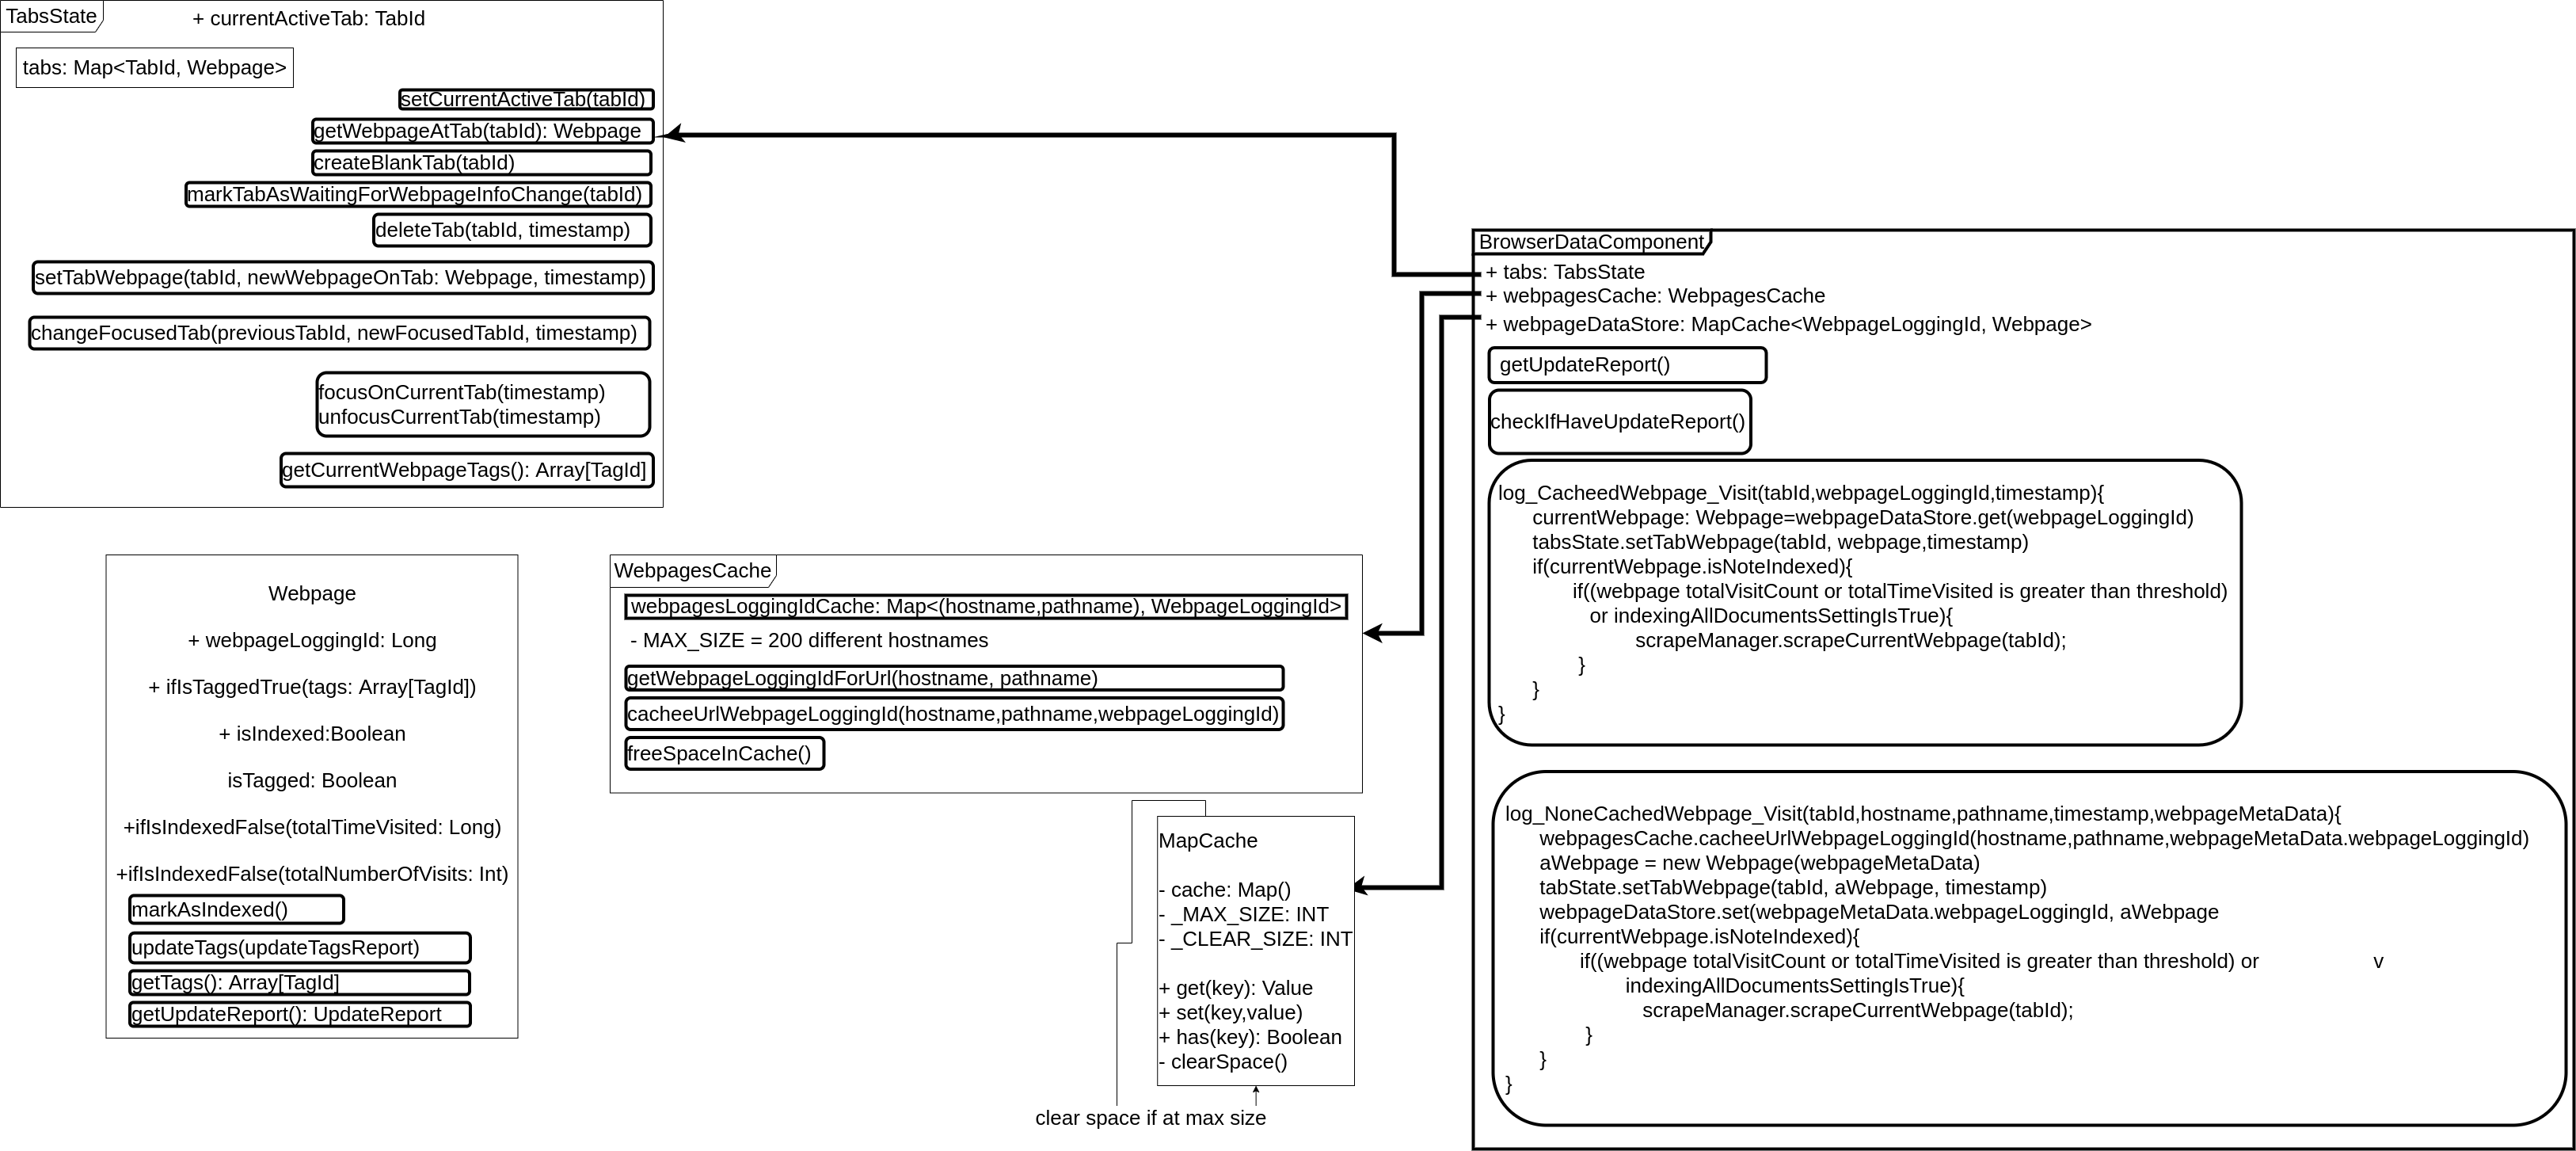 TabsState
+ currentActiveTab: TabId
tabs: Map<TabId, Webpage>
setCurrentActiveTab(tabId)
getWebpageAtTab(tabId): Webpage
createBlankTab(tabId)
markTabAsWaitingForWebpageInfoChange(tabId)
deleteTab(tabId, timestamp)
setTabWebpage(tabId, newWebpageOnTab: Webpage, timestamp)
changeFocusedTab(previousTabId, newFocusedTabId, timestamp)
focusOnCurrentTab(timestamp)
unfocusCurrentTab(timestamp)
getCurrentWebpageTags(): Array[TagId]
Webpage
+ webpageLoggingId: Long
+ ifIsTaggedTrue(tags: Array[TagId])
+ isIndexed:Boolean
isTagged: Boolean
+ifIsIndexedFalse(totalTimeVisited: Long)
+ifIsIndexedFalse(totalNumberOfVisits: Int)
markAsIndexed()
updateTags(updateTagsReport)
getTags(): Array[TagId]
getUpdateReport(): UpdateReport
WebpagesCache
webpagesLoggingIdCache: Map<(hostname,pathname), WebpageLoggingId>
- MAX_SIZE = 200 different hostnames
getWebpageLoggingIdForUrl(hostname, pathname)
cacheeUrlWebpageLoggingId(hostname,pathname,webpageLoggingId)
freeSpaceInCache()
MapCache
- cache: Map()
- _MAX_SIZE: INT
- _CLEAR_SIZE: INT
+ get(key): Value
+ set(key,value)
+ has(key): Boolean
- clearSpace()
clear space if at max size
BrowserDataComponent
+ tabs: TabsState
+ webpagesCache: WebpagesCache
+ webpageDataStore: MapCache<WebpageLoggingId, Webpage>
getUpdateReport()
checkIfHaveUpdateReport()
log_CacheedWebpage_Visit(tabId,webpageLoggingId,timestamp){
currentWebpage: Webpage=webpageDataStore.get(webpageLoggingId)
tabsState.setTabWebpage(tabId, webpage,timestamp)
if(currentWebpage.isNoteIndexed){
if((webpage totalVisitCount or totalTimeVisited is greater than threshold)
or indexingAllDocumentsSettingIsTrue){
scrapeManager.scrapeCurrentWebpage(tabId);
}
}
}
log_NoneCachedWebpage_Visit(tabId,hostname,pathname,timestamp,webpageMetaData){
webpagesCache.cacheeUrlWebpageLoggingId(hostname,pathname,webpageMetaData.webpageLoggingId)
aWebpage = new Webpage(webpageMetaData)
tabState.setTabWebpage(tabId, aWebpage, timestamp)
webpageDataStore.set(webpageMetaData.webpageLoggingId, aWebpage
if(currentWebpage.isNoteIndexed){
if((webpage totalVisitCount or totalTimeVisited is greater than threshold) or v
indexingAllDocumentsSettingIsTrue){
scrapeManager.scrapeCurrentWebpage(tabId);
}
}
}